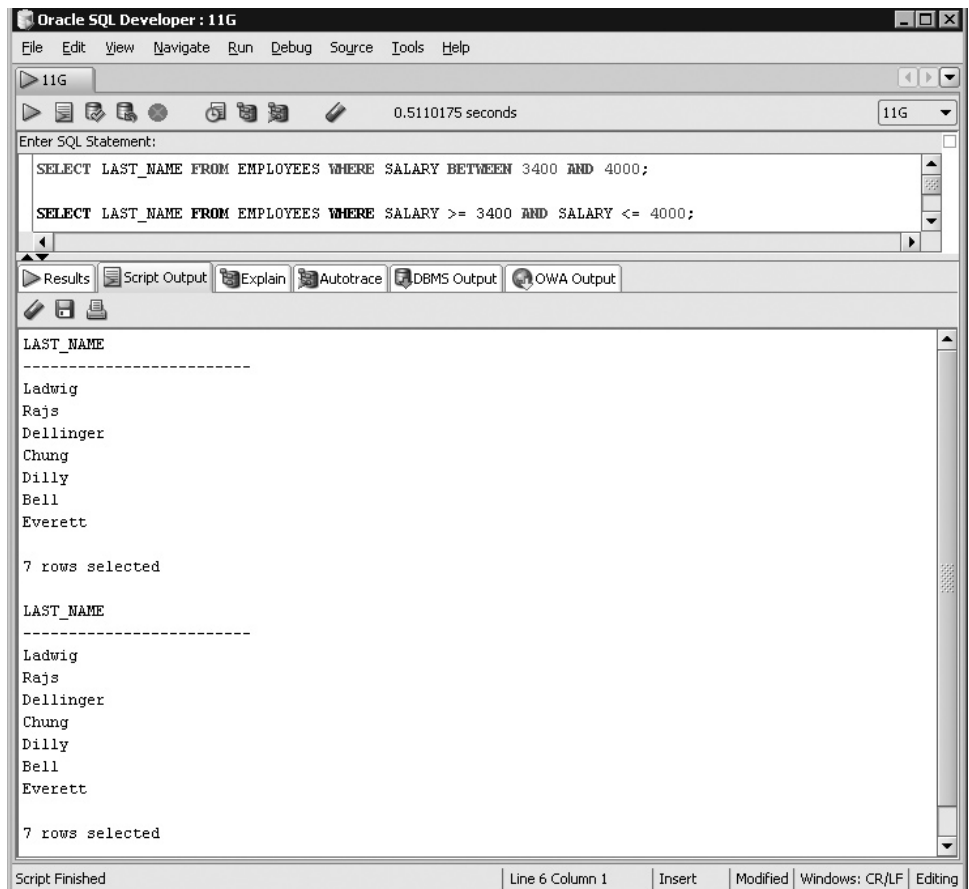 Oracle SQL Developer : 11G
File Edit View Navigate Run Debug Source Tools Help
11G
0.5110175 seconds 11G
Enter SQL Statement:
SELECT LAST_NAME FROM EMPLOYEES WHERE SALARY BETWEEN 3400 AND 4000;
SELECT LAST_NAME FROM EMPLOYEES WHERE SALARY >= 3400 AND SALARY <= 4000;
Results Script Output Explain Autotrace DBMS Output OWA Output
LAST_NAME
-------------------------
Ladwig
Rajs
Dellinger
Chung
Dilly
Bell
Everett
7 rows selected
LAST_NAME
-------------------------
Ladwig
Rajs
Dellinger
Chung
Dilly
Bell
Everett
7 rows selected
Script Finished Line 6 Column 1 Insert Modified Windows: CR/LF Editing